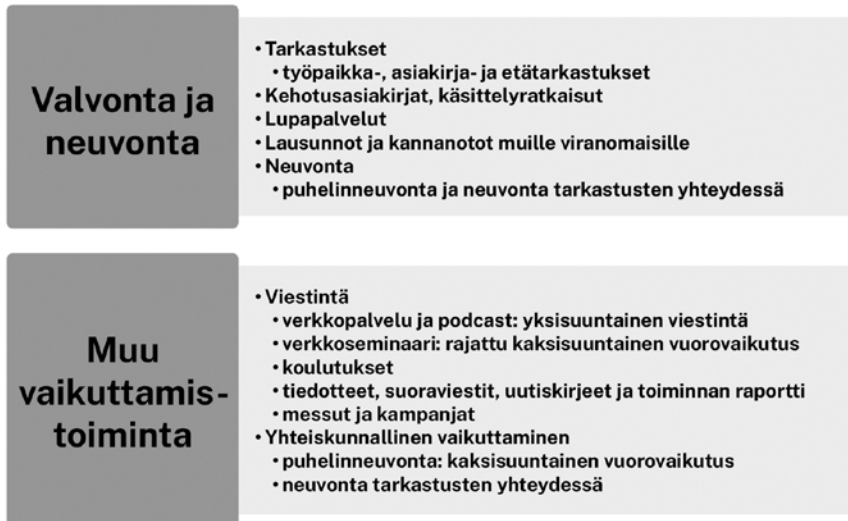 Valvonta ja
neuvonta
• Tarkastukset
• työpaikka-, asiakirja- ja etätarkastukset
• Kehotusasiakirjat, käsittelyratkaisut
• Lupapalvelut
• Lausunnot ja kannanotot muille viranomaisille
• Neuvonta
• puhelinneuvonta ja neuvonta tarkastusten yhteydessä
Muu
vaikuttamis-
toiminta
• Viestintä
• verkkopalvelu ja podcast: yksisuuntainen viestintä
• verkkoseminaari: rajattu kaksisuuntainen vuorovaikutus
• koulutukset
• tiedotteet, suoraviestit, uutiskirjeet ja toiminnan raportti
• messut ja kampanjat
• Yhteiskunnallinen vaikuttaminen
• puhelinneuvonta: kaksisuuntainen vuorovaikutus
• neuvonta tarkastusten yhteydessä